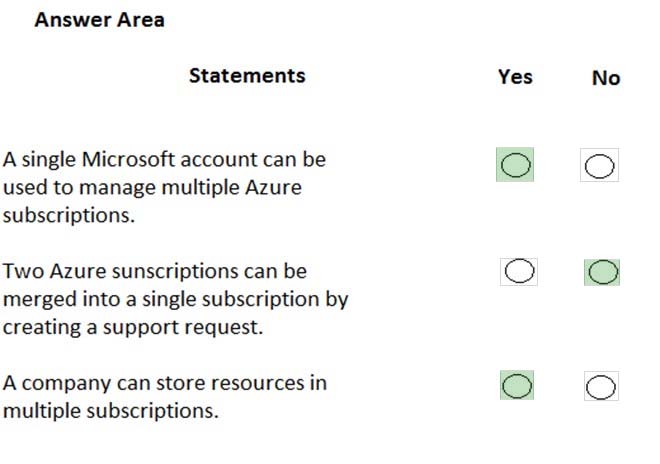 Answer Area
Statements Yes No
A single Microsoft account can be
used to manage multiple Azure
subscriptions.
Two Azure sunscriptions can be
merged into a single subscription by
creating a support request.
A company can store resources in
multiple subscriptions.